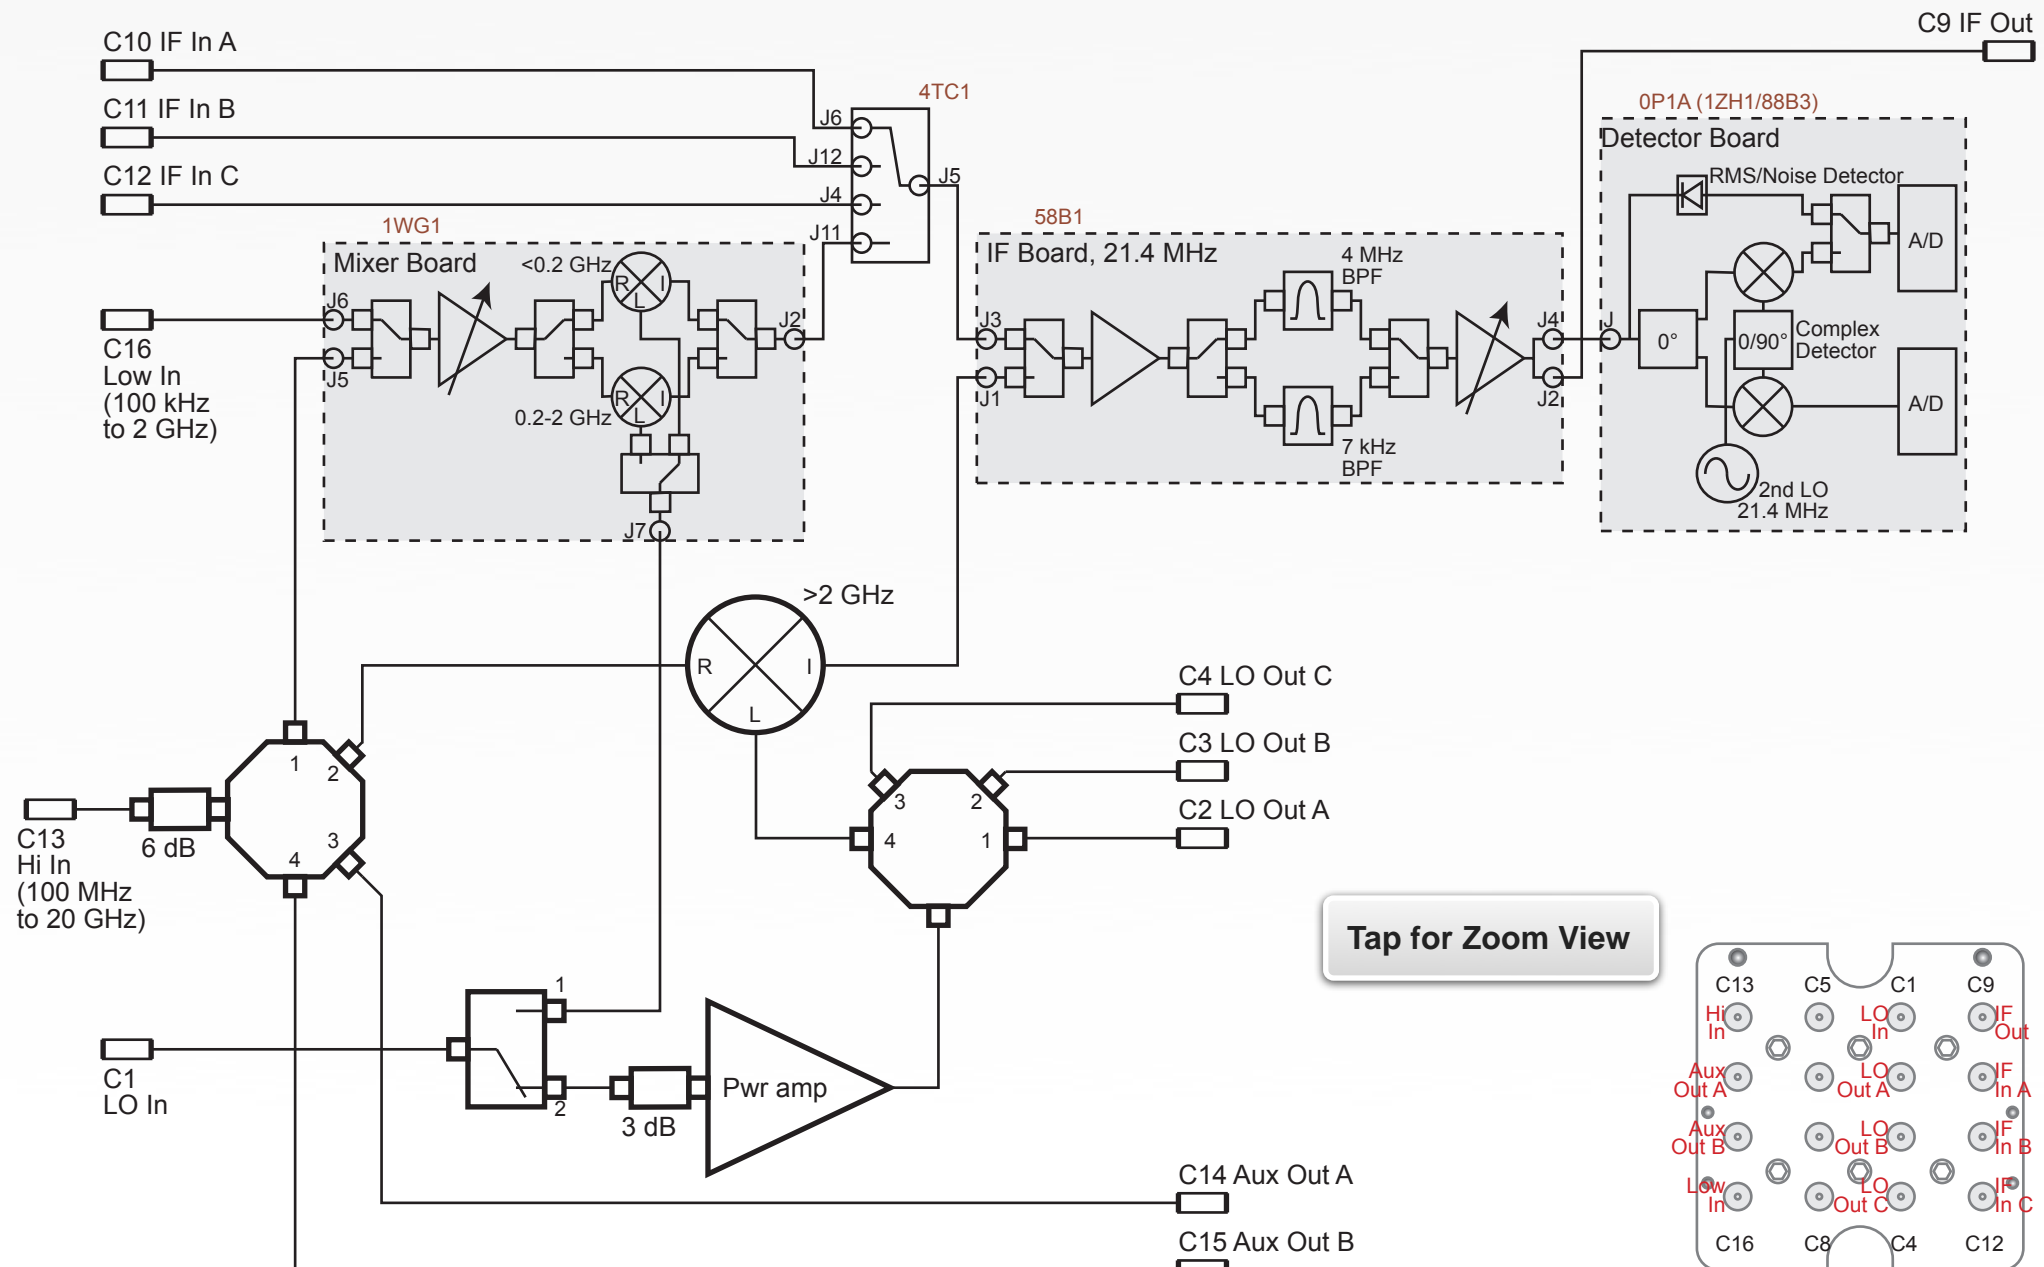 C9 IF Out
C10 IF In A
C11 IF In B
C12 IF In C
4TC1
J6
J12
J4
J11
J5
0P1A (1ZH1/88B3)
Detector Board
RMS/Noise Detector
A/D
J
0°
0/90°
Complex
Detector
A/D
2nd LO
21.4 MHz
1WG1
Mixer Board
<0.2 GHz
R
I
L
J6
J5
J2
R
I
L
0.2-2 GHz
J7
58B1
IF Board, 21.4 MHz
4 MHz
BPF
J3
J1
J4
J2
7 kHz
BPF
C16
Low In
(100 kHz
to 2 GHz)
>2 GHz
R
I
L
C4 LO Out C
C3 LO Out B
C2 LO Out A
3
2
4
1
1
2
3
4
6 dB
C13
Hi In
(100 MHz
to 20 GHz)
C1
LO In
1
2
3 dB
Pwr amp
C14 Aux Out A
C15 Aux Out B
Tap for Zoom View
C13
C5
C1
C9
Hi
In
LO
In
IF
Out
Aux
Out A
LO
Out A
IF
In A
Aux
Out B
LO
Out B
IF
In B
Low
In
LO
Out C
IF
In C
C16
C8
C4
C12